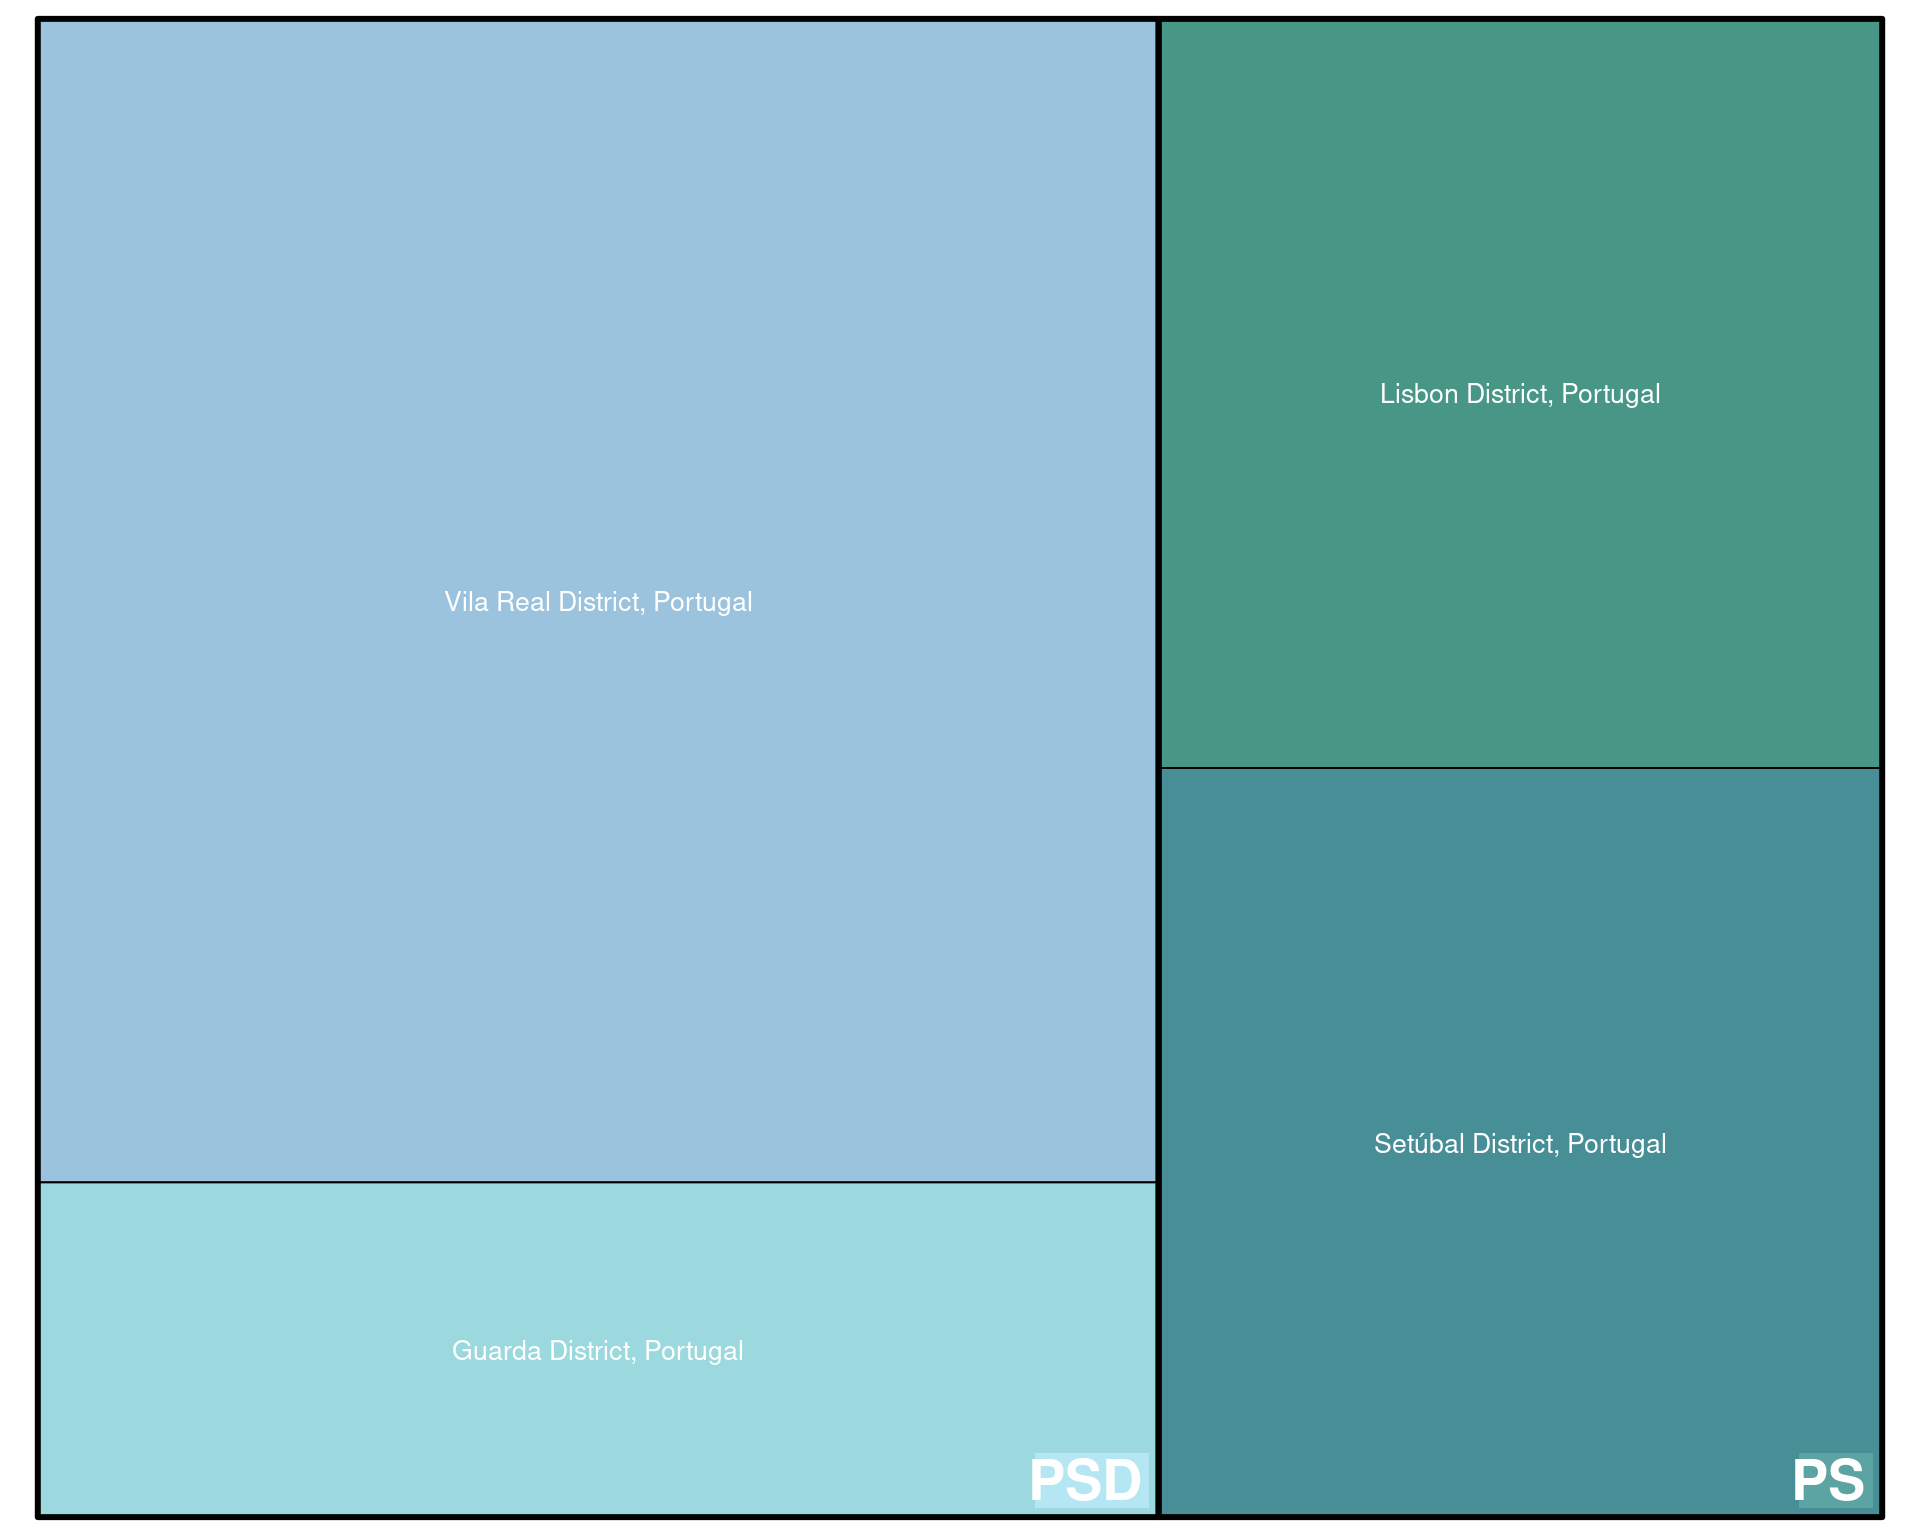 Vila Real District, Portugal
Guarda District, Portugal
PSD
Lisbon District, Portugal
Setúbal District, Portugal
PS